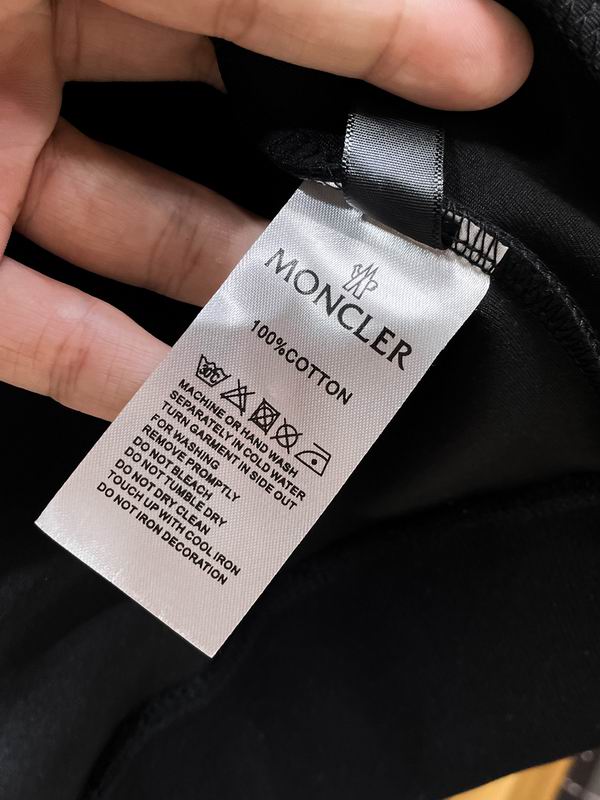 MONCLER
100%COTTON
30℃
MACHINE OR HAND WASH
SEPARATELY IN COLD WATER
TURN GARMENT IN SIDE OUT
FOR WASHING
REMOVE PROMPTLY
DO NOT BLEACH
DO NOT TUMBLE DRY
DO NOT DRY CLEAN
TOUCH UP WITH COOL IRON
DO NOT IRON DECORATION